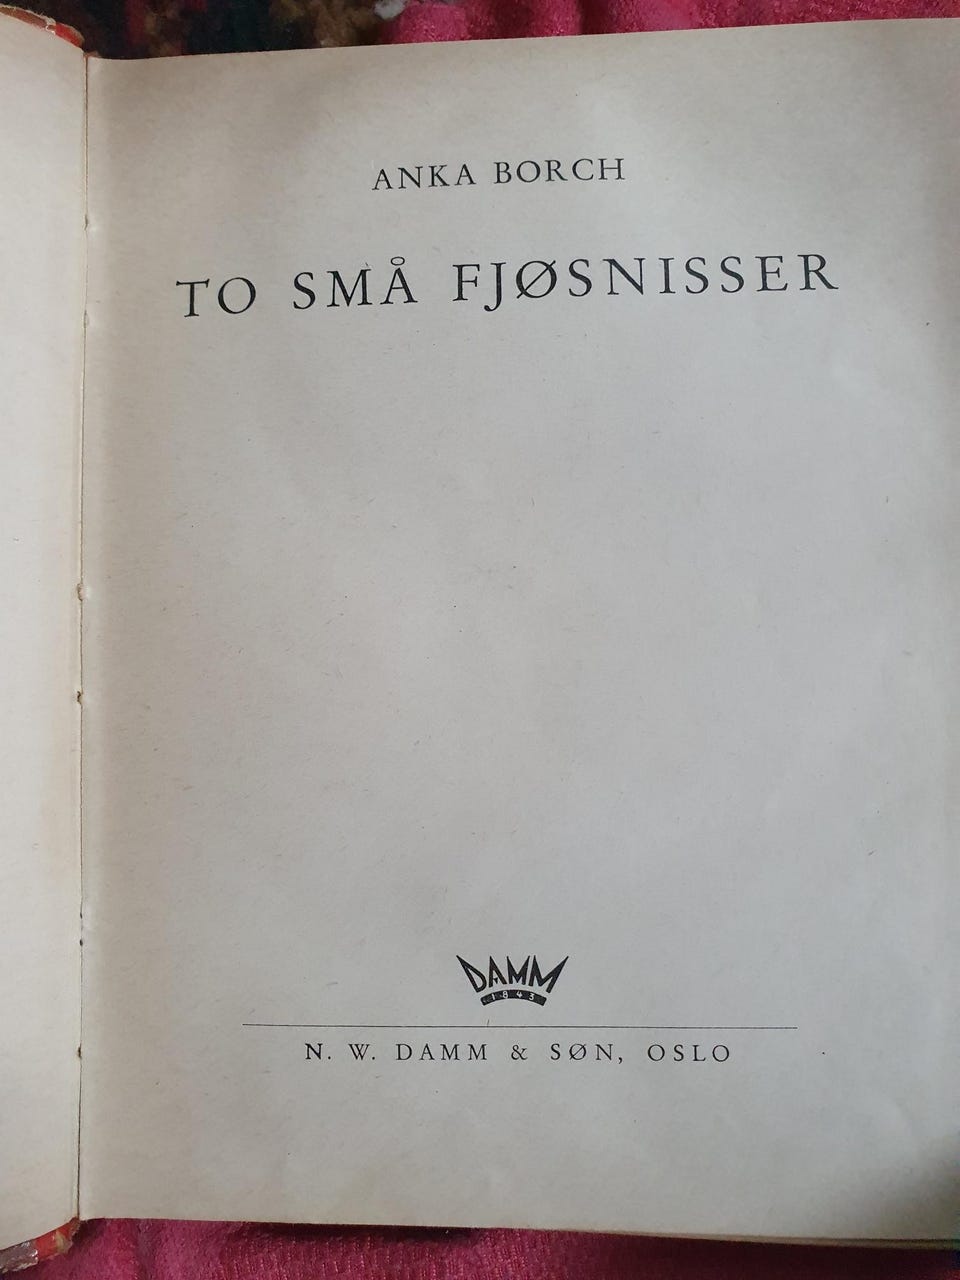 ANKA BORCH
TO SMÅ FJØSNISSER
DAMM
1843
N. W. DAMM & SØN, OSLO